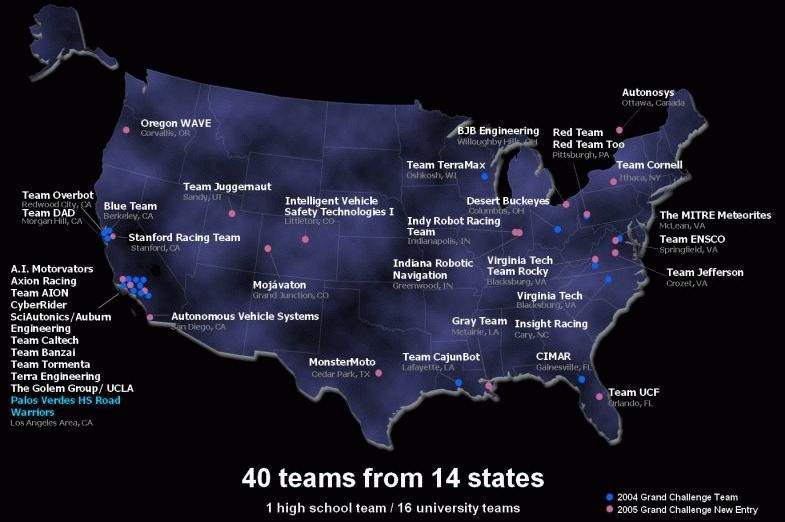 Autonosys
Ottawa, Canada
Oregon WAVE
Corvallis, OR
BJB Engineering
Willoughby Hills, OH
Red Team
Red Team Too
Pittsburgh, PA
Team TerraMax
Oshkosh, WI
Team Cornell
Ithaca, NY
Team Overbot
Redwood City, CA
Team DAD
Morgan Hill, CA
Blue Team
Berkeley, CA
Stanford Racing Team
Stanford, CA
Team Juggernaut
Sandy, UT
Intelligent Vehicle
Safety Technologies I
Littleton, CO
Desert Buckeyes
Columbus, OH
Indy Robot Racing
Team
Indianapolis, IN
The MITRE Meteorites
McLean, VA
Team ENSCO
Springfield, VA
Indiana Robotic
Navigation
Greenwood, IN
Virginia Tech
Team Rocky
Blacksburg, VA
Team Jefferson
Crozet, VA
Mojávaton
Grand Junction, CO
Virginia Tech
Blacksburg, VA
A.I. Motorvators
Axion Racing
Team AION
CyberRider
SciAutonics/Auburn
Engineering
Team Caltech
Team Banzai
Team Tormenta
Terra Engineering
The Golem Group/ UCLA
Palos Verdes HS Road
Warriors
Los Angeles Area, CA
Autonomous Vehicle Systems
San Diego, CA
Gray Team
Metairie, LA
Insight Racing
Cary, NC
MonsterMoto
Cedar Park, TX
Team CajunBot
Lafayette, LA
CIMAR
Gainesville, FL
Team UCF
Orlando, FL
40 teams from 14 states
1 high school team / 16 university teams
2004 Grand Challenge Team
2005 Grand Challenge New Entry